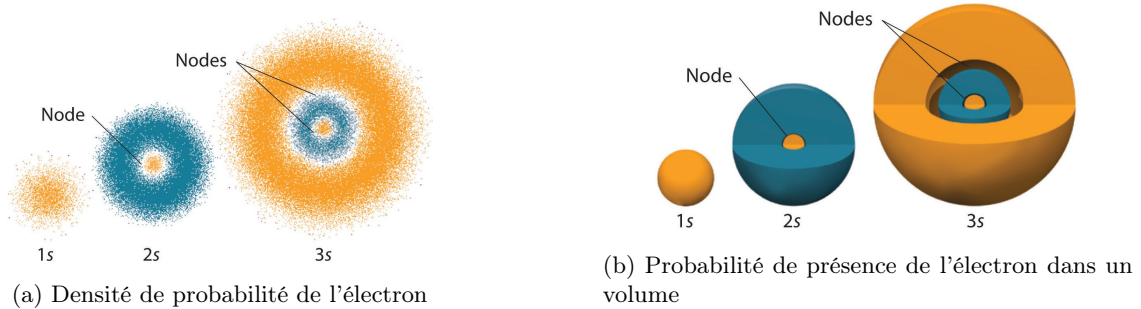 Nodes
Node
1s
2s
3s
(a) Densité de probabilité de l'électron
Nodes
Node
1s
2s
3s
(b) Probabilité de présence de l'électron dans un
volume